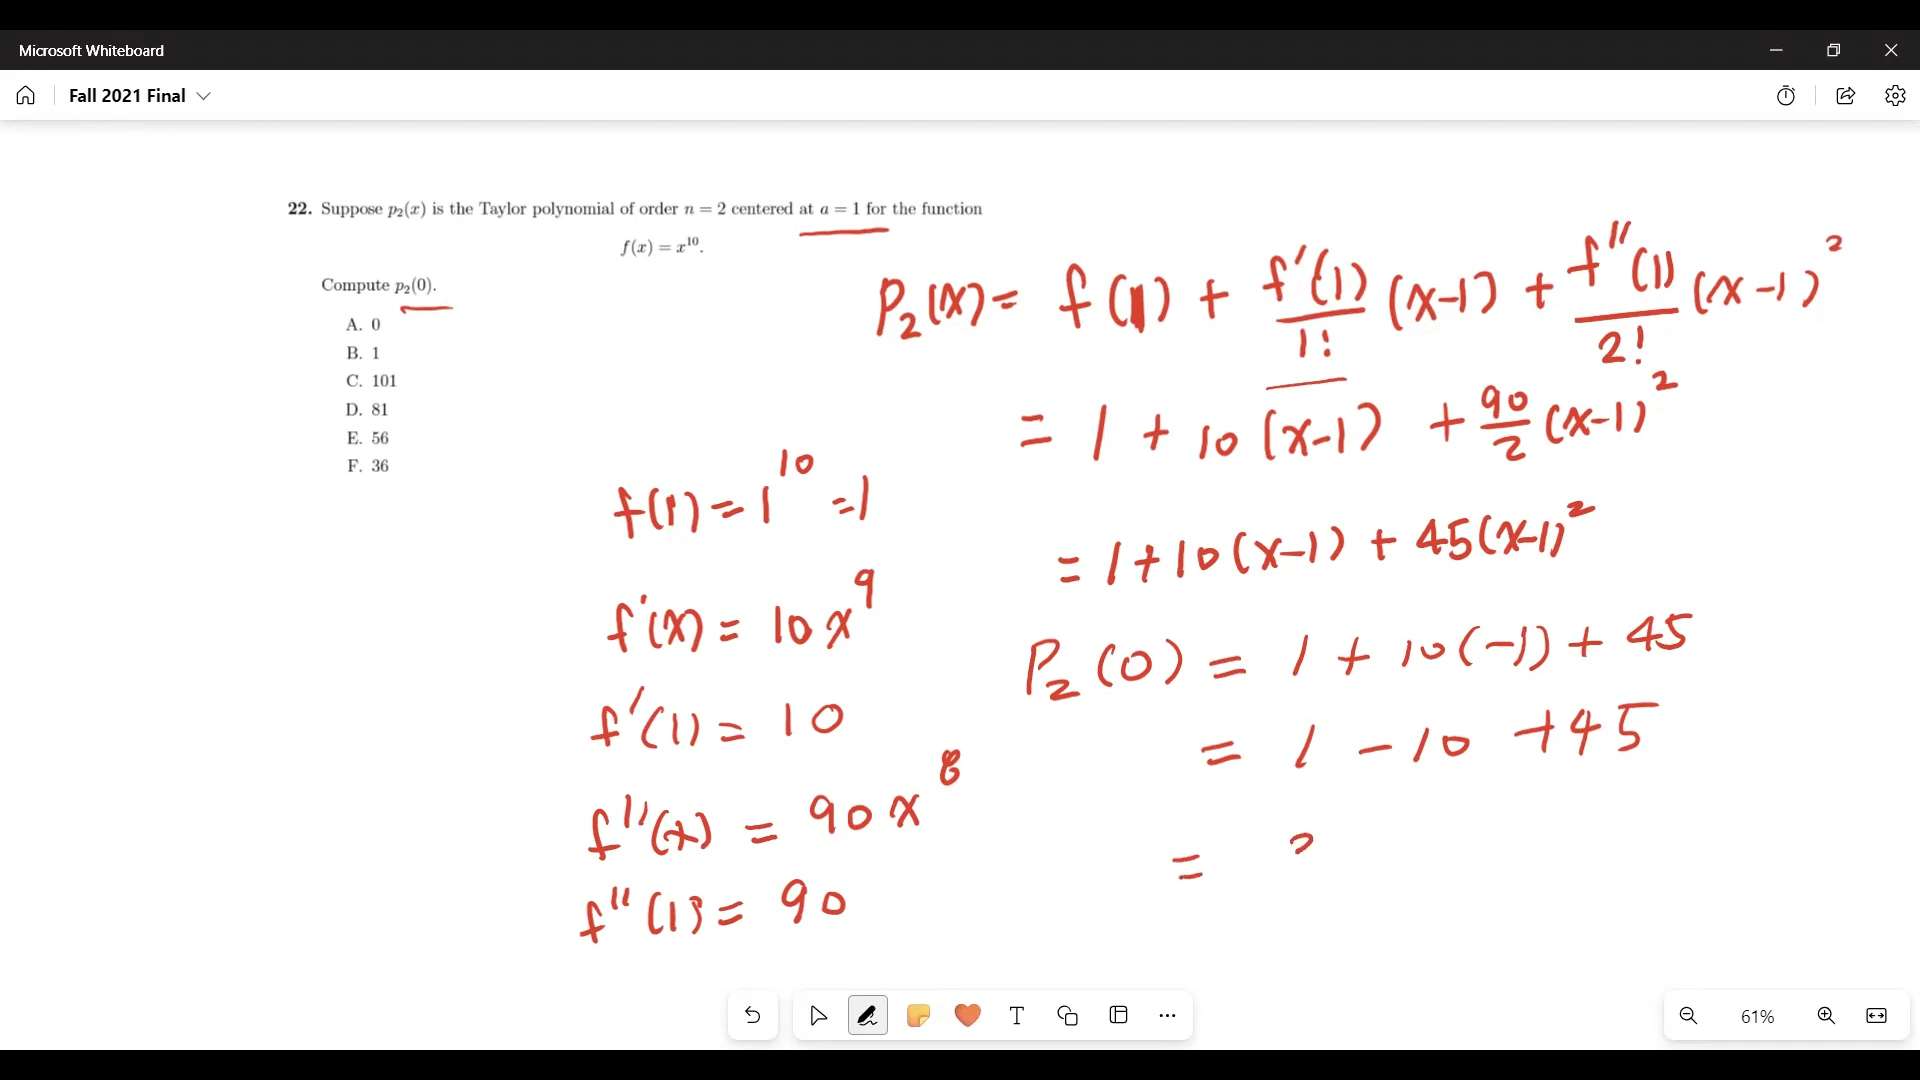 Microsoft Whiteboard
Fall 2021 Final
22. Suppose p₂(x) is the Taylor polynomial of order n = 2 centered at a = 1 for the function
f(x) = x¹⁰.
Compute p₂(0).
A. 0
B. 1
C. 101
D. 81
E. 56
F. 36
P₂(x) = f(1) + f'(1)/1! (x-1) + f''(1)/2! (x-1)²
= 1 + 10(x-1) + 90/2 (x-1)²
= 1 + 10(x-1) + 45(x-1)²
P₂(0) = 1 + 10(-1) + 45
= 1 - 10 + 45
=
f(1) = 1¹⁰ = 1
f'(x) = 10x⁹
f'(1) = 10
f''(x) = 90x⁸
f''(1) = 90
61%